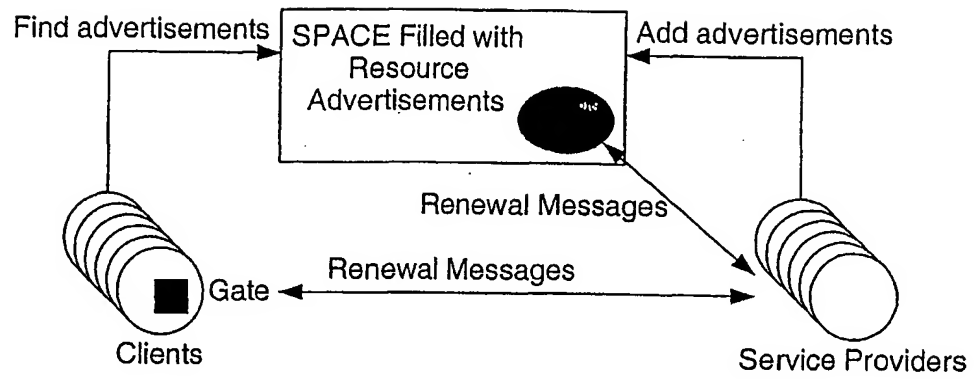 Find advertisements
SPACE Filled with
Resource
Advertisements
Add advertisements
Renewal Messages
Renewal Messages
Gate
Clients
Service Providers